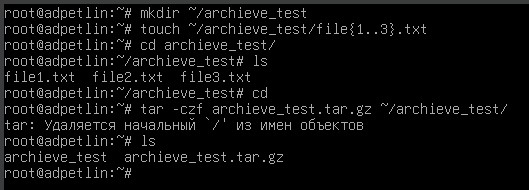 root@adpetlin:~# mkdir ~/archieve_test
root@adpetlin:~# touch ~/archieve_test/file{1..3}.txt
root@adpetlin:~# cd archieve_test/
root@adpetlin:~/archieve_test# ls
file1.txt  file2.txt  file3.txt
root@adpetlin:~/archieve_test# cd
root@adpetlin:~# tar -czf archieve_test.tar.gz ~/archieve_test/
tar: Удаляется начальный `/' из имен объектов
root@adpetlin:~# ls
archieve_test  archieve_test.tar.gz
root@adpetlin:~#